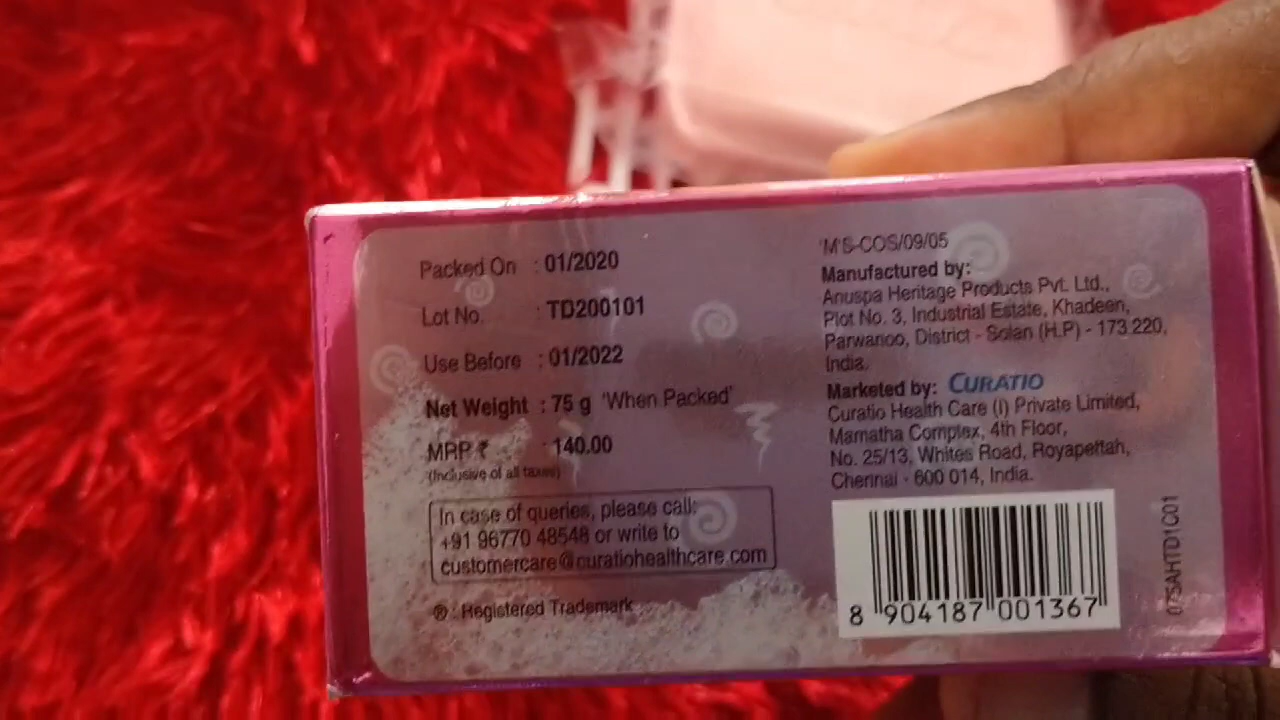 Packed On : 01/2020
Lot No. : TD200101
Use Before : 01/2022
Net Weight : 75 g 'When Packed'
MRP ₹ : 140.00
(Inclusive of all taxes)
In case of queries, please call:
+91 96770 48548 or write to
customercare@curatiohealthcare.com
® : Registered Trademark
'M'S-COS/09/05
Manufactured by:
Anuspa Heritage Products Pvt. Ltd.,
Plot No. 3, Industrial Estate, Khadeen,
Parwanoo, District - Solan (H.P) - 173 220,
India.
Marketed by: CURATIO
Curatio Health Care (I) Private Limited,
Mamatha Complex, 4th Floor,
No. 25/13, Whites Road, Royapettah,
Chennai - 600 014, India.
8 904187 001367
075AHTD1C01